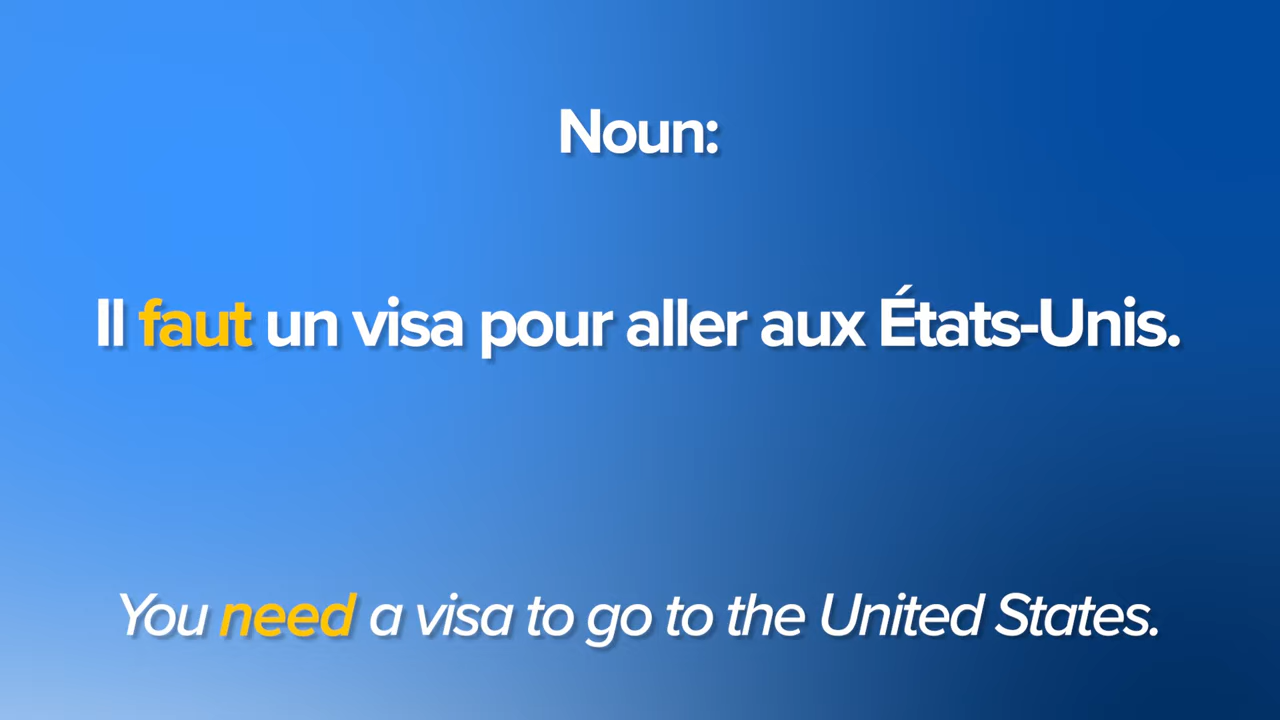 Noun:
Il faut un visa pour aller aux États-Unis.
You need a visa to go to the United States.